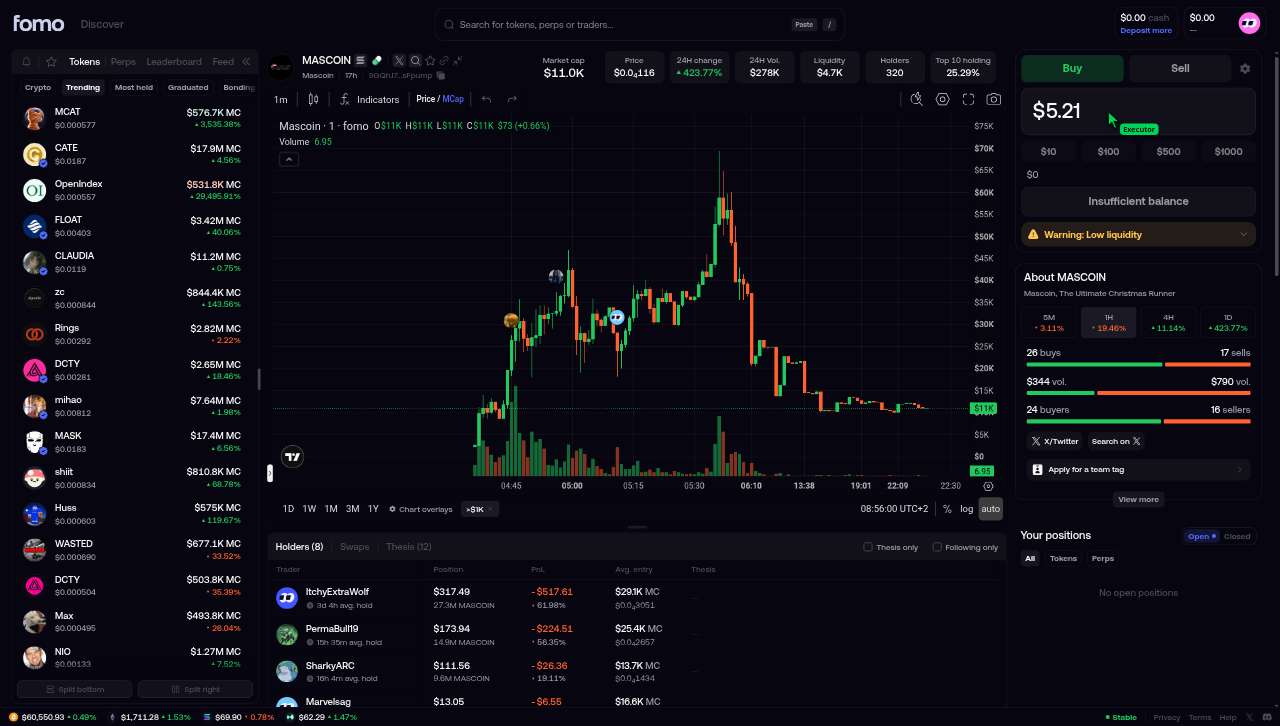 fomo
Discover
Search for tokens, perps or traders...
Paste
/
$0.00 cash
Deposit more
$0.00
—
Tokens Perps Leaderboard Feed
Crypto Trending Most held Graduated Bonding
MCAT $576.7K MC
$0.000577 3,535.38%
CATE $17.9M MC
$0.0187 4.56%
OpenIndex $531.8K MC
$0.000557 29,495.91%
FLOAT $3.42M MC
$0.00403 40.06%
CLAUDIA $11.2M MC
$0.0119 0.75%
zc $844.4K MC
$0.000844 143.56%
Rings $2.82M MC
$0.00292 2.22%
DCTY $2.65M MC
$0.00281 18.46%
mihao $7.64M MC
$0.00812 1.98%
MASK $17.4M MC
$0.0183 6.56%
shiit $810.8K MC
$0.000834 68.78%
Huss $575K MC
$0.000603 119.67%
WASTED $677.1K MC
$0.000690 33.52%
DCTY $503.8K MC
$0.000504 35.39%
Max $493.8K MC
$0.000495 26.04%
NIO $1.27M MC
$0.00133 7.52%
Split bottom Split right
MASCOIN
Mascoin 17h
Market cap
$11.0K
Price
$0.0₄116
24H change
423.77%
24H Vol.
$278K
Liquidity
$4.7K
Holders
320
Top 10 holding
25.29%
1m Indicators Price / MCap
Mascoin · 1 · fomo O$11K H$11K L$11K C$11K $73 (+0.66%)
Volume 6.95
$75K
$70K
$65K
$60K
$55K
$50K
$45K
$40K
$35K
$30K
$25K
$20K
$15K
$11K
$5K
$0
6.95
04:45 05:00 05:15 05:30 06:10 13:38 19:01 22:09 22:30
1D 1W 1M 3M 1Y Chart overlays >$1K
08:56:00 UTC+2 % log auto
Holders (8) Swaps Thesis (12)
Thesis only Following only
Trader Position PnL Avg. entry Thesis
ItchyExtraWolf $317.49 -$517.61 $29.1K MC
3d 4h avg. hold 27.3M MASCOIN 61.98% $0.0₄3051
PermaBull19 $173.94 -$224.51 $25.4K MC
15h 35m avg. hold 14.9M MASCOIN 56.35% $0.0₄2657
SharkyARC $111.56 -$26.36 $13.7K MC
16h 4m avg. hold 9.6M MASCOIN 19.11% $0.0₄1434
Marvelsag $13.05 -$6.55 $16.6K MC
Buy Sell
$5.21
Executor
$10 $100 $500 $1000
$0
Insufficient balance
Warning: Low liquidity
About MASCOIN
Mascoin, The Ultimate Christmas Runner
5M 1H 4H 1D
3.11% 19.46% 11.14% 423.77%
26 buys 17 sells
$344 vol. $790 vol.
24 buyers 16 sellers
X/Twitter Search on X
Apply for a team tag
View more
Your positions
Open Closed
All Tokens Perps
No open positions
$60,550.93 0.49% $1,711.28 1.53% $69.90 0.78% $62.29 1.47%
Stable Privacy Terms Help